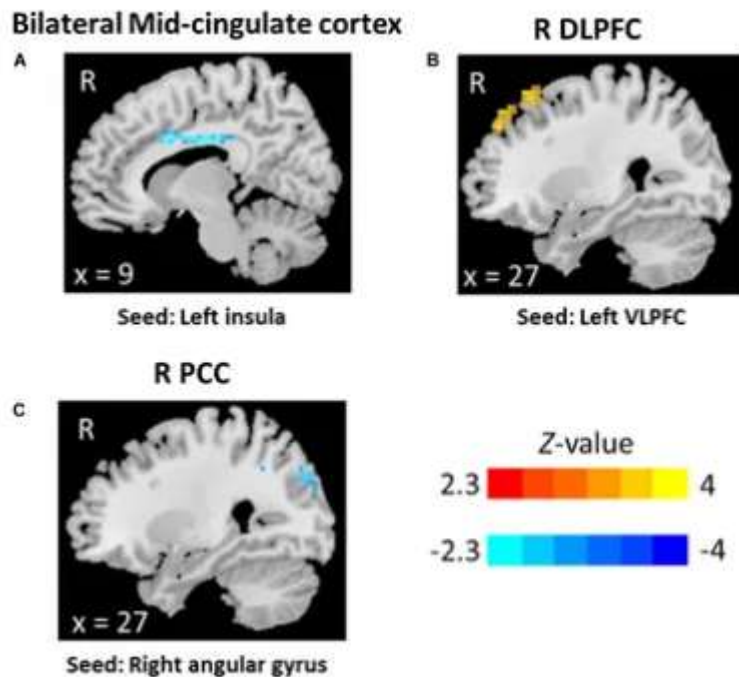 Bilateral Mid-cingulate cortex
A
R
x = 9
Seed: Left insula
R DLPFC
B
R
x = 27
Seed: Left VLPFC
R PCC
C
R
x = 27
Seed: Right angular gyrus
Z-value
2.3 4
-2.3 -4